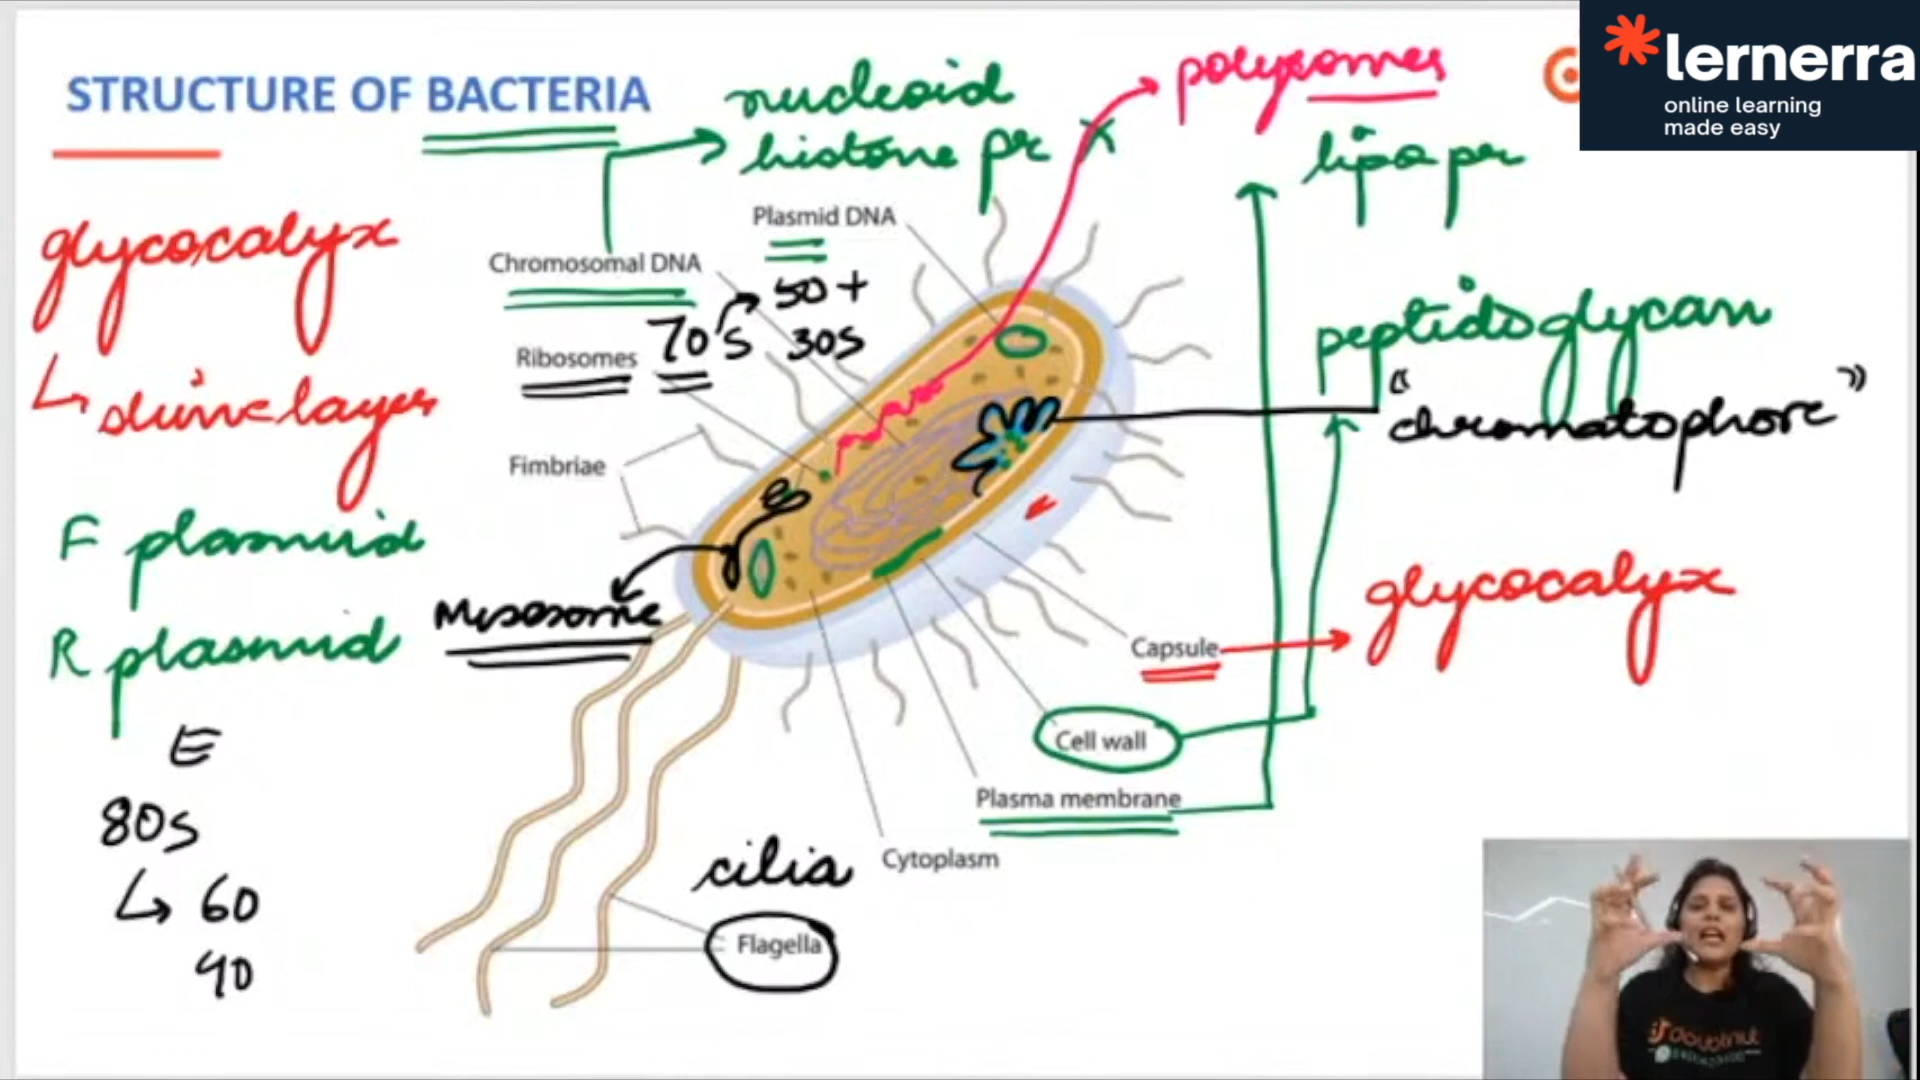 STRUCTURE OF BACTERIA
nucleoid
histone pr
polysomes
lipo pr
lernerra
online learning
made easy
glycocalyx
slime layer
F plasmid
R plasmid
E
80s
60
40
Plasmid DNA
Chromosomal DNA
50+
70's
30s
Ribosomes
Fimbriae
Mesosome
peptidoglycan
"chromatophore"
Capsule
glycocalyx
Cell wall
Plasma membrane
Cytoplasm
cilia
Flagella
doubtnut